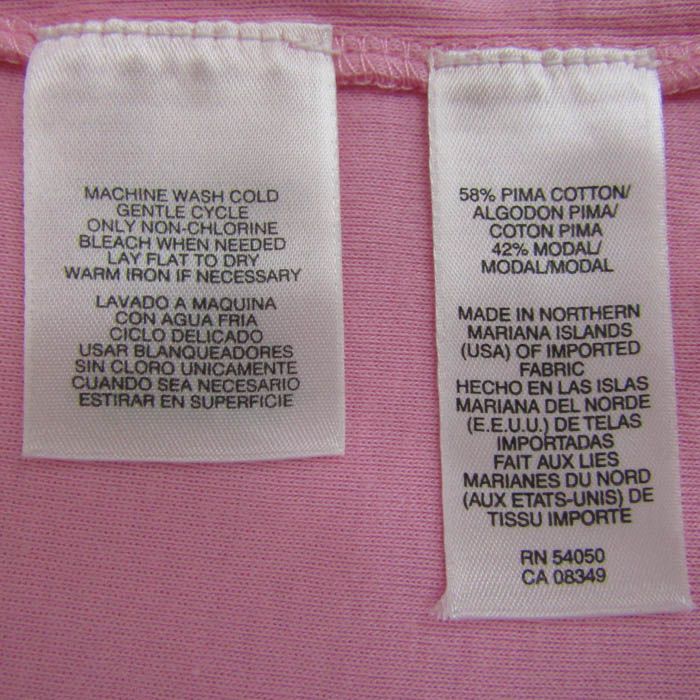 MACHINE WASH COLD
GENTLE CYCLE
ONLY NON-CHLORINE
BLEACH WHEN NEEDED
LAY FLAT TO DRY
WARM IRON IF NECESSARY
LAVADO A MAQUINA
CON AGUA FRIA
CICLO DELICADO
USAR BLANQUEADORES
SIN CLORO UNICAMENTE
CUANDO SEA NECESARIO
ESTIRAR EN SUPERFICIE
58% PIMA COTTON/
ALGODON PIMA/
COTON PIMA
42% MODAL/
MODAL/MODAL
MADE IN NORTHERN
MARIANA ISLANDS
(USA) OF IMPORTED
FABRIC
HECHO EN LAS ISLAS
MARIANA DEL NORDE
(E.E.U.U.) DE TELAS
IMPORTADAS
FAIT AUX LIES
MARIANES DU NORD
(AUX ETATS-UNIS) DE
TISSU IMPORTE
RN 54050
CA 08349